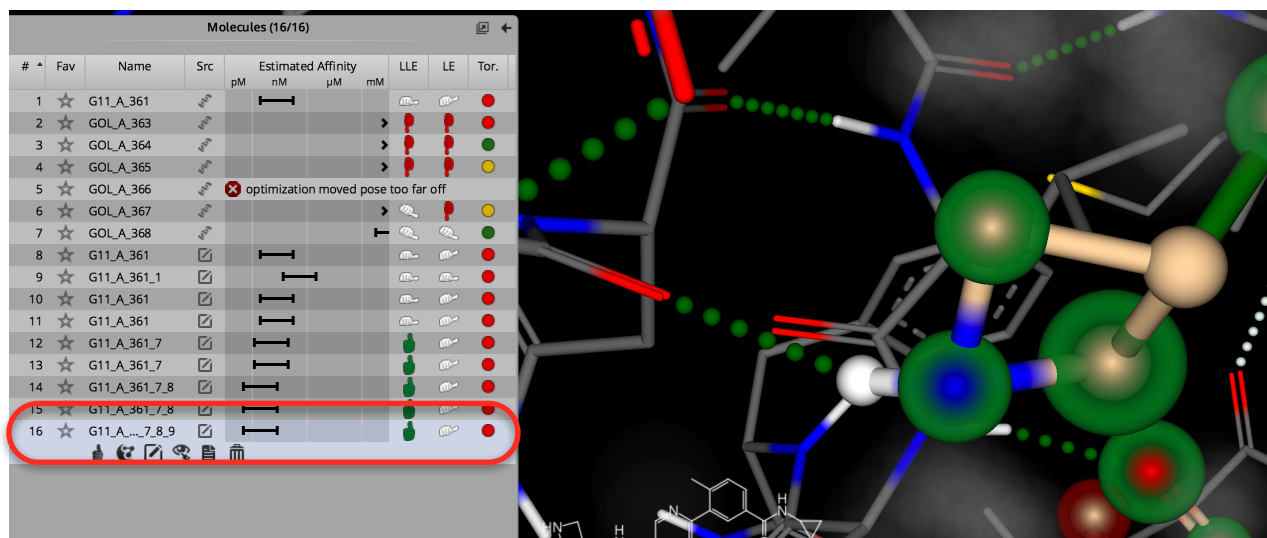 Molecules (16/16)
# Fav Name Src Estimated Affinity LLE LE Tor.
pM nM μM mM
1 G11_A_361
2 GOL_A_363
3 GOL_A_364
4 GOL_A_365
5 GOL_A_366 optimization moved pose too far off
6 GOL_A_367
7 GOL_A_368
8 G11_A_361
9 G11_A_361_1
10 G11_A_361
11 G11_A_361
12 G11_A_361_7
13 G11_A_361_7
14 G11_A_361_7_8
15 G11_A_361_7_8
16 G11_A_..._7_8_9
H
N
N
HN
H